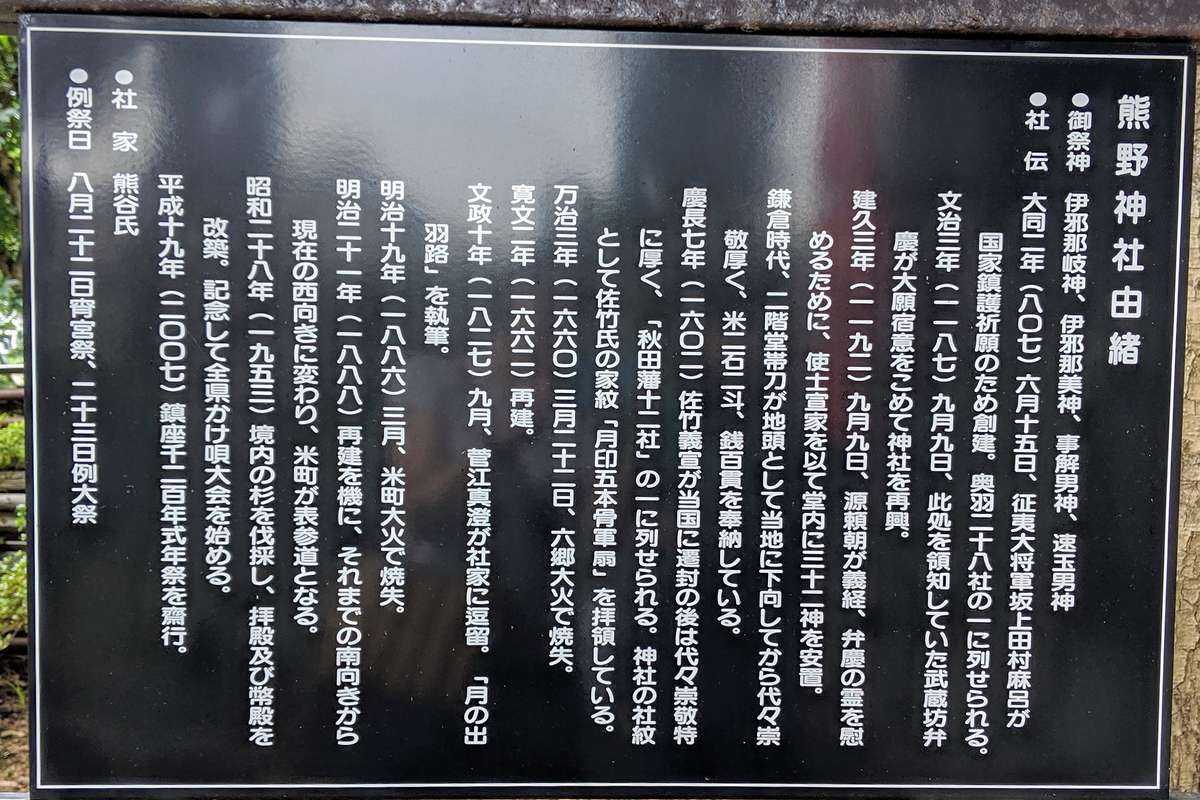 熊野神社由緒
●御祭神　伊邪那岐神、伊邪那美神、事解男神、速玉男神
●社　伝　大同二年（八〇七）六月十五日、征夷大将軍坂上田村麻呂が
国家鎮護祈願のため創建。奥羽二十八社の一に列せられる。
文治三年（一一八七）九月九日、此処を領知していた武蔵坊弁
慶が大願宿意をこめて神社を再興。
建久三年（一一九二）九月九日、源頼朝が義経、弁慶の霊を慰
めるために、使士宣家を以て堂内に三十二神を安置。
鎌倉時代、二階堂帯刀が地頭として当地に下向してから代々崇
敬厚く、米二石二斗、銭百貫を奉納している。
慶長七年（一六〇二）佐竹義宣が当国に遷封の後は代々崇敬特
に厚く、「秋田藩十二社」の一に列せられる。神社の社紋
として佐竹氏の家紋「月印五本骨軍扇」を拝領している。
万治三年（一六六〇）三月二十二日、六郷大火で焼失。
寛文二年（一六六二）再建。
文政十年（一八二七）九月、菅江真澄が社家に逗留。「月の出
羽路」を執筆。
明治十九年（一八八六）三月、米町大火で焼失。
明治二十一年（一八八八）再建を機に、それまでの南向きから
現在の西向きに変わり、米町が表参道となる。
昭和二十八年（一九五三）境内の杉を伐採し、拝殿及び幣殿を
改築。記念して全県かけ唄大会を始める。
平成十九年（二〇〇七）鎮座千二百年式年祭を齋行。
●社　家　熊谷氏
●例祭日　八月二十二日宵宮祭、二十三日例大祭